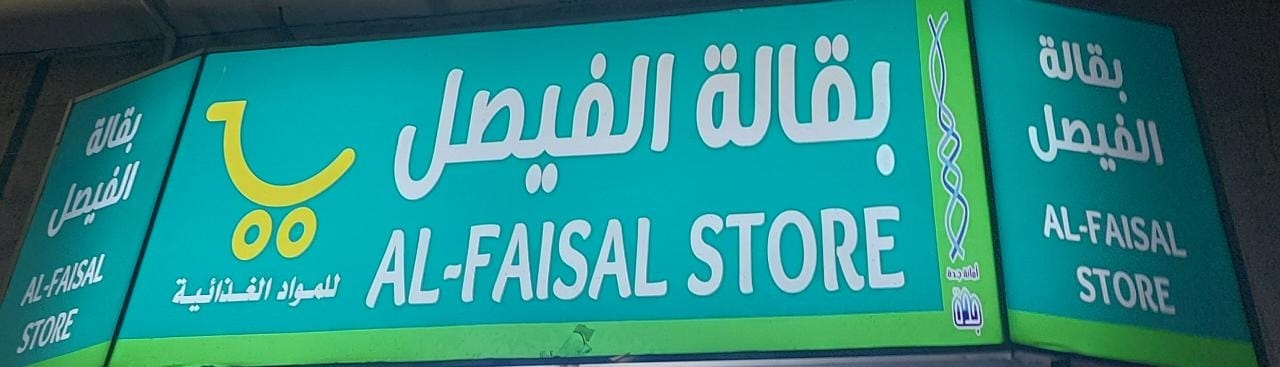 بقالة
الفيصل
AL-FAISAL
STORE
بقالة الفيصل
AL-FAISAL STORE
للمواد الغذائية
أمانة جدة
جدة
بقالة
الفيصل
AL-FAISAL
STORE